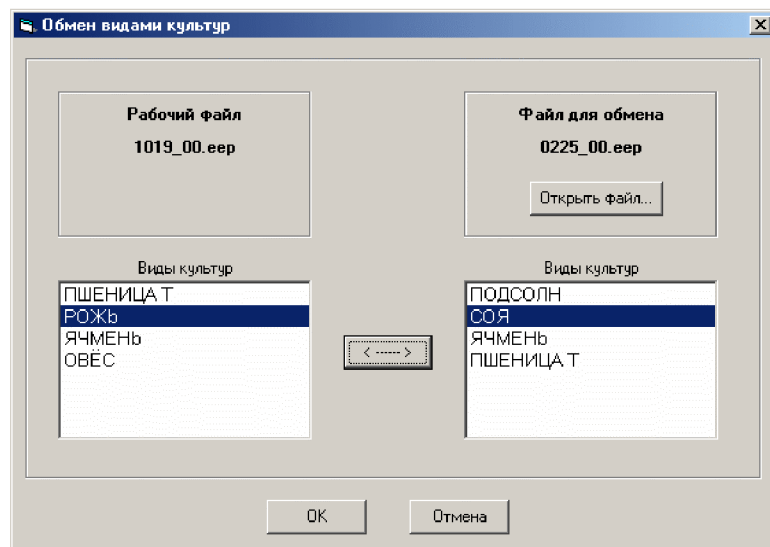 Обмен видами культур
Рабочий файл
1019_00.eep
Файл для обмена
0225_00.eep
Открыть файл...
Виды культур
ПШЕНИЦА Т
РОЖЬ
ЯЧМЕНЬ
ОВЁС
< ----- >
Виды культур
ПОДСОЛН
СОЯ
ЯЧМЕНЬ
ПШЕНИЦА Т
OK
Отмена